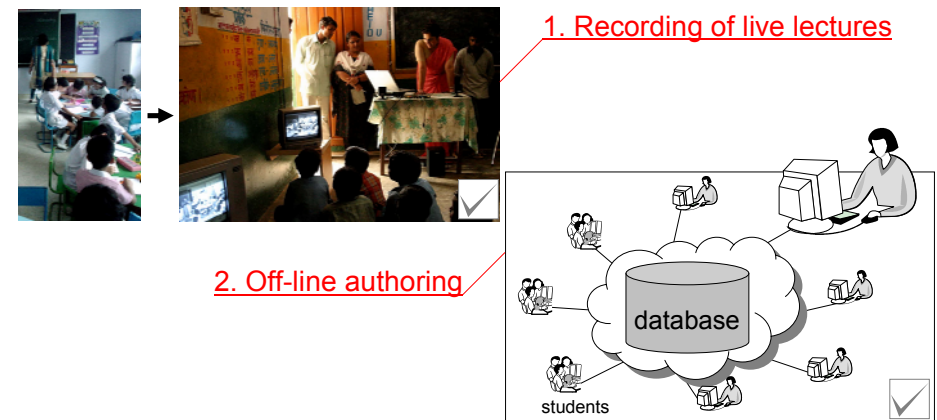 1. Recording of live lectures
2. Off-line authoring
database
students